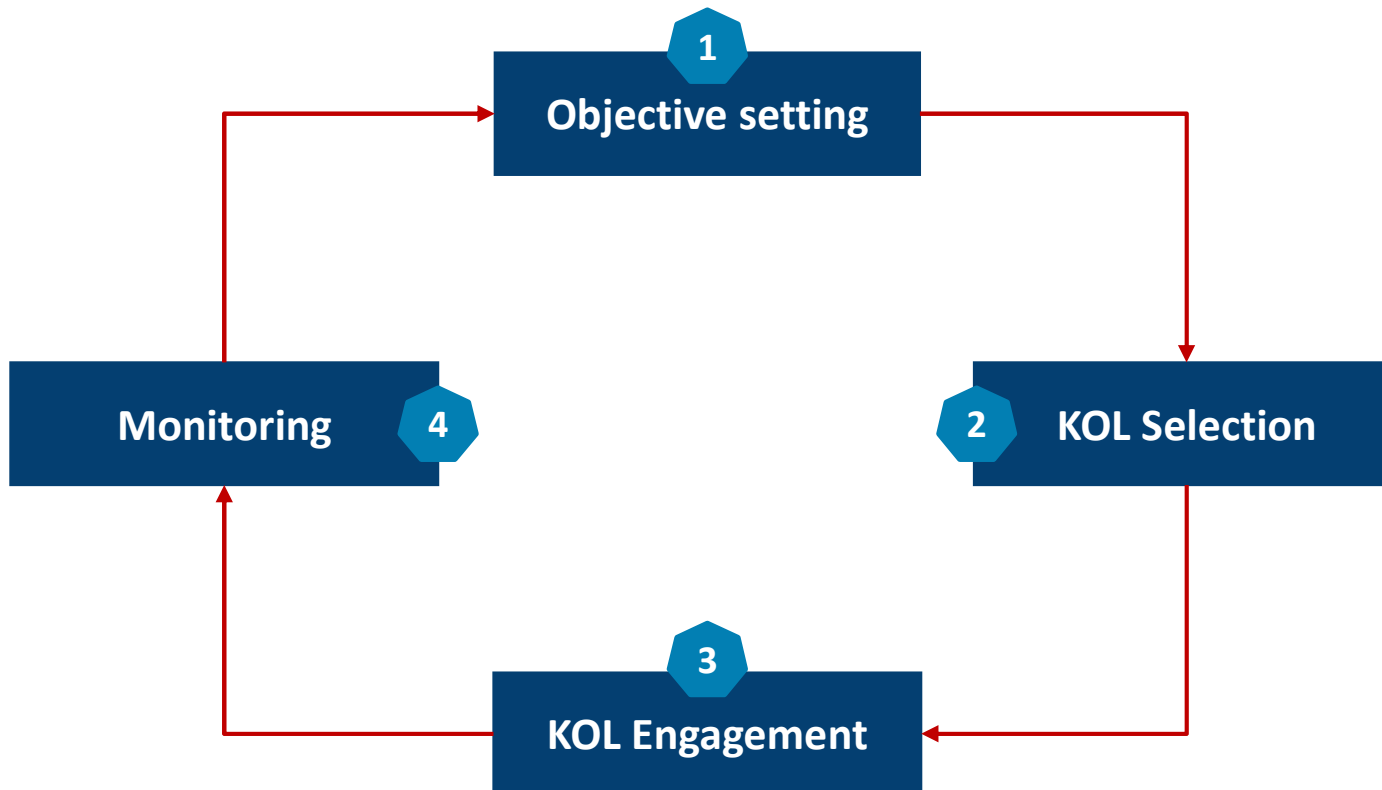 1
Objective setting
2
KOL Selection
3
KOL Engagement
4
Monitoring